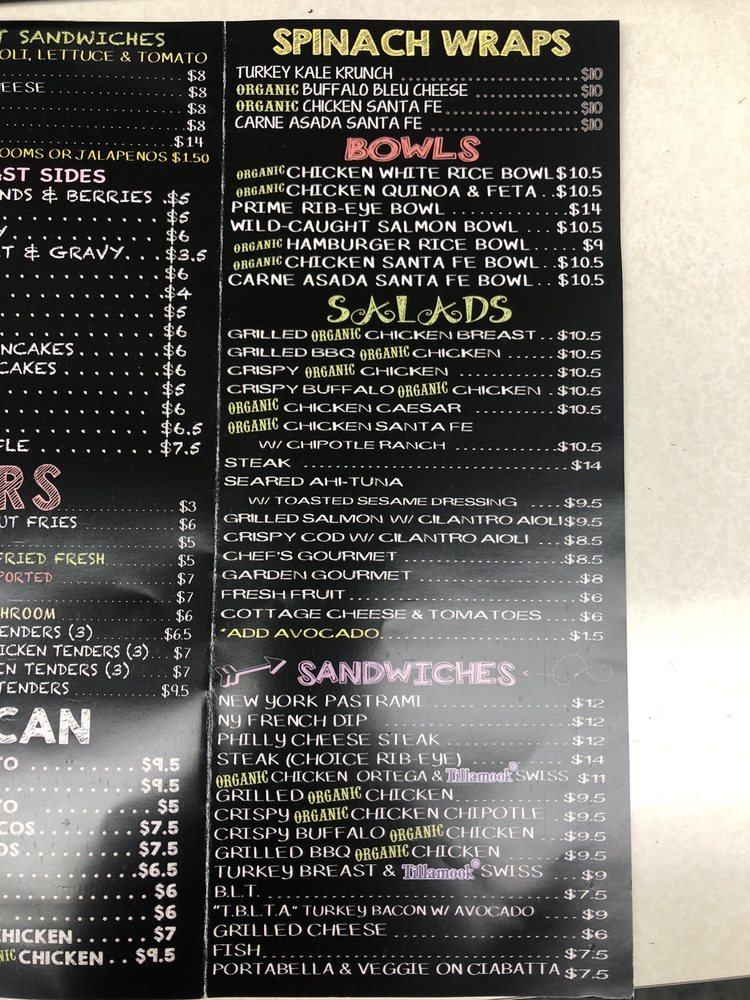 T SANDWICHES
OLI, LETTUCE & TOMATO
$8
EESE $8
$8
$8
$14
OOMS OR JALAPENOS $1.50
ST SIDES
NDS & BERRIES . $5
$5
Y $6
T & GRAVY... $3.5
$6
$4
$5
$6
NCAKES ...... $6
CAKES ....... $6
$5
$6
$6.5
FLE ........ $7.5
RS
$3
UT FRIES $6
$5
FRIED FRESH $5
PORTED $7
$7
HROOM $6
ENDERS (3) $6.5
ICKEN TENDERS (3) $7
EN TENDERS (3) $7
TENDERS $9.5
CAN
TO $9.5
$9.5
TO $5
COS $7.5
OS $7.5
$6.5
$6
$6
CHICKEN $7
NIC CHICKEN .. $9.5
SPINACH WRAPS
TURKEY KALE KRUNCH $10
ORGANIC BUFFALO BLEU CHEESE $10
ORGANIC CHICKEN SANTA FE $10
CARNE ASADA SANTA FE $10
BOWLS
ORGANIC CHICKEN WHITE RICE BOWL $10.5
ORGANIC CHICKEN QUINOA & FETA .. $10.5
PRIME RIB-EYE BOWL $14
WILD-CAUGHT SALMON BOWL ... $10.5
ORGANIC HAMBURGER RICE BOWL ..... $9
ORGANIC CHICKEN SANTA FE BOWL .. $10.5
CARNE ASADA SANTA FE BOWL .. $10.5
SALADS
GRILLED ORGANIC CHICKEN BREAST .. $10.5
GRILLED BBQ ORGANIC CHICKEN ...... $10.5
CRISPY ORGANIC CHICKEN $10.5
CRISPY BUFFALO ORGANIC CHICKEN .. $10.5
ORGANIC CHICKEN CAESAR $10.5
ORGANIC CHICKEN SANTA FE
W/ CHIPOTLE RANCH $10.5
STEAK $14
SEARED AHI-TUNA
W/ TOASTED SESAME DRESSING ..... $9.5
GRILLED SALMON W/ CILANTRO AIOLI $9.5
CRISPY COD W/ CILANTRO AIOLI .... $8.5
CHEF'S GOURMET $8.5
GARDEN GOURMET $8
FRESH FRUIT $6
COTTAGE CHEESE & TOMATOES .... $6
*ADD AVOCADO $1.5
SANDWICHES
NEW YORK PASTRAMI $12
NY FRENCH DIP $12
PHILLY CHEESE STEAK $12
STEAK (CHOICE RIB-EYE) $14
ORGANIC CHICKEN ORTEGA & Tillamook® SWISS $11
GRILLED ORGANIC CHICKEN $9.5
CRISPY ORGANIC CHICKEN CHIPOTLE $9.5
CRISPY BUFFALO ORGANIC CHICKEN $9.5
GRILLED BBQ ORGANIC CHICKEN $9.5
TURKEY BREAST & Tillamook® SWISS $9
B.L.T. $7.5
"T.B.L.T.A." TURKEY BACON W/ AVOCADO $9
GRILLED CHEESE $6
FISH $7.5
PORTABELLA & VEGGIE ON CIABATTA $7.5